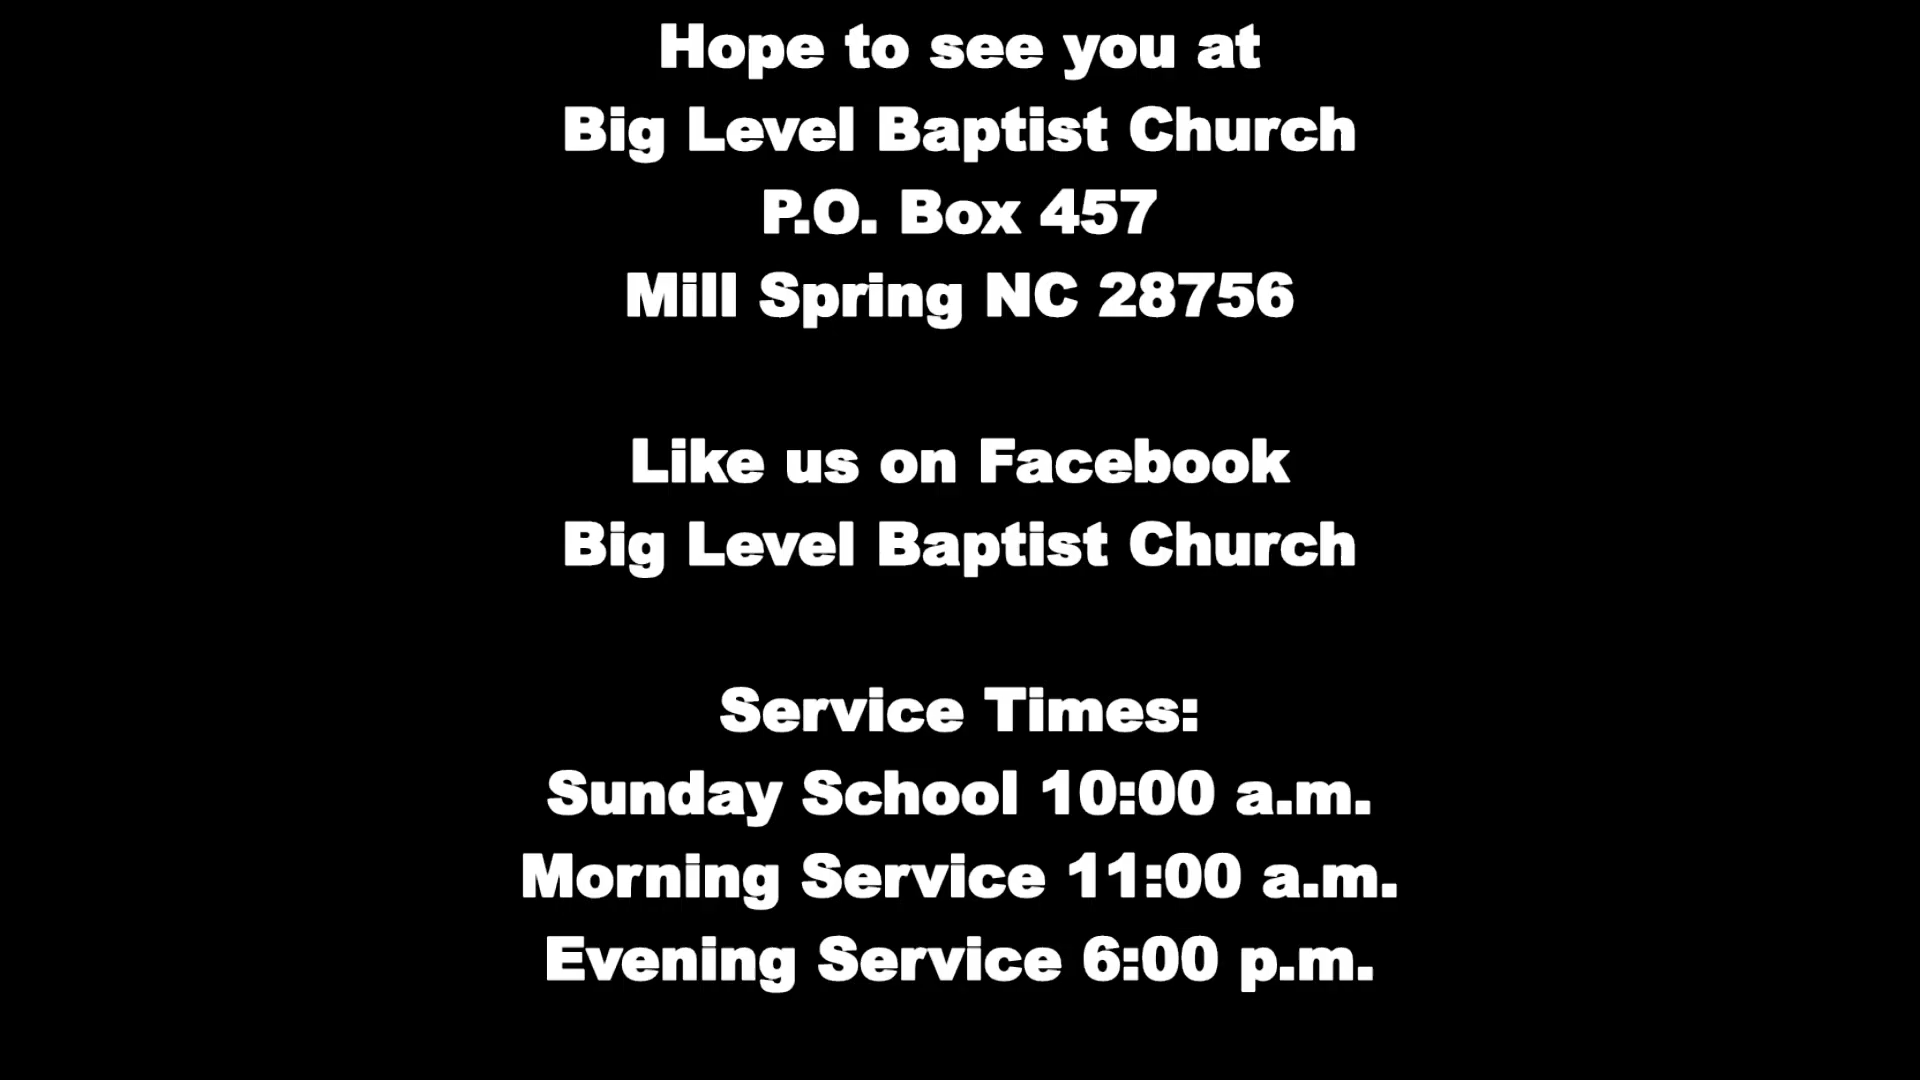 Hope to see you at
Big Level Baptist Church
P.O. Box 457
Mill Spring NC 28756
Like us on Facebook
Big Level Baptist Church
Service Times:
Sunday School 10:00 a.m.
Morning Service 11:00 a.m.
Evening Service 6:00 p.m.